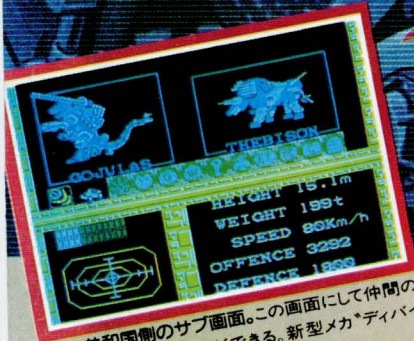 GOJULAS
THEBISON
HEIGHT 15.1m
WEIGHT 199t
SPEED 80Km/h
OFFENCE 3292
DEFENCE 1800
共和国側のサブ画面。この画面にして仲間の
できる。新型メカ“ディバイ